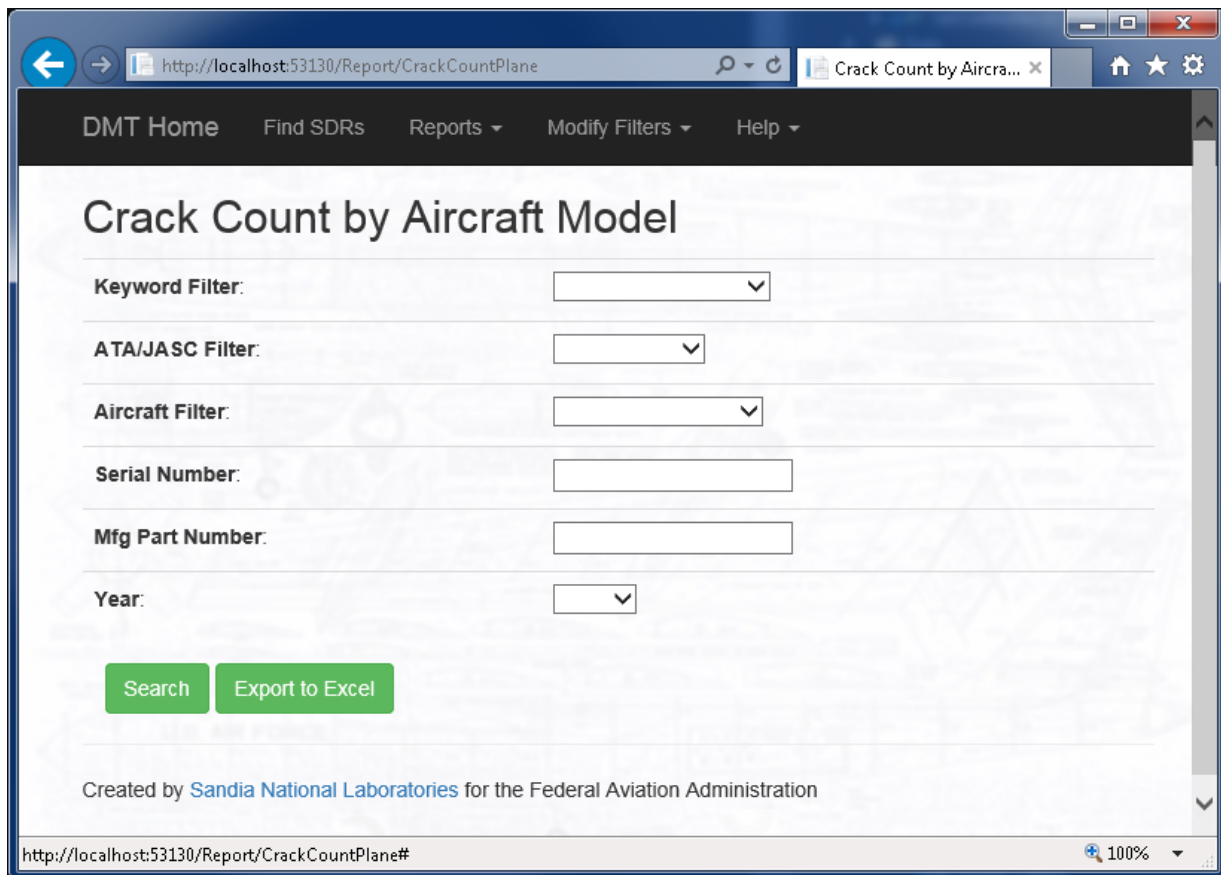 http://localhost:53130/Report/CrackCountPlane
Crack Count by Aircra...
DMT Home Find SDRs Reports Modify Filters Help
Crack Count by Aircraft Model
Keyword Filter:
ATA/JASC Filter:
Aircraft Filter:
Serial Number:
Mfg Part Number:
Year:
Search Export to Excel
U.S. AIR FORCE
Created by Sandia National Laboratories for the Federal Aviation Administration
http://localhost:53130/Report/CrackCountPlane#
100%